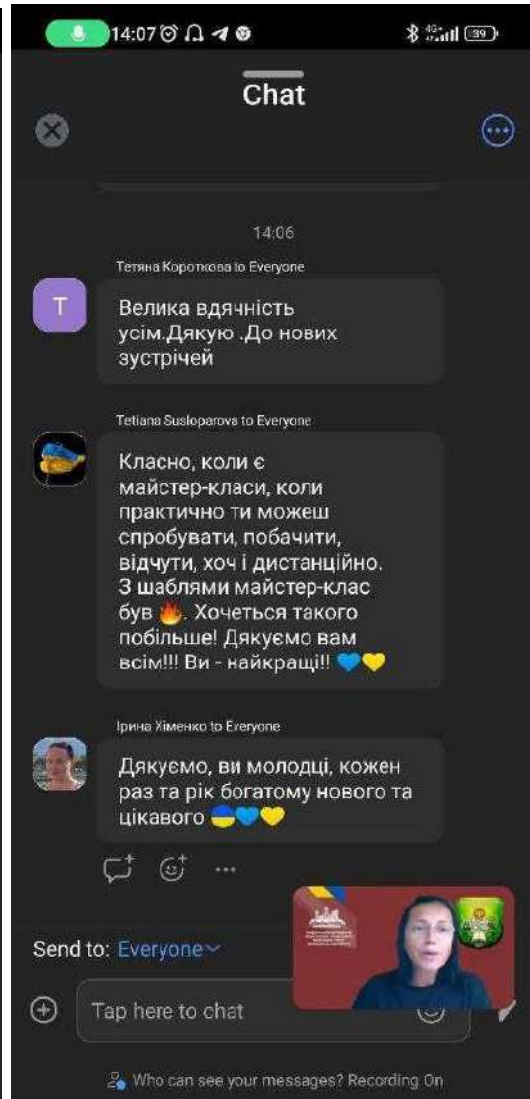 14:07
4G
39
Chat
14:06
Тетяна Короткова to Everyone
Т
Велика вдячність
усім.Дякую .До нових
зустрічей
Tetiana Susloparova to Everyone
Класно, коли є
майстер-класи, коли
практично ти можеш
спробувати, побачити,
відчути, хоч і дистанційно.
З шаблями майстер-клас
був 🔥. Хочеться такого
побільше! Дякуємо вам
всім!!! Ви - найкращі!! 💙💛
Ірина Хіменко to Everyone
Дякуємо, ви молодці, кожен
раз та рік богатому нового та
цікавого
Send to: Everyone
Tap here to chat
Who can see your messages? Recording On